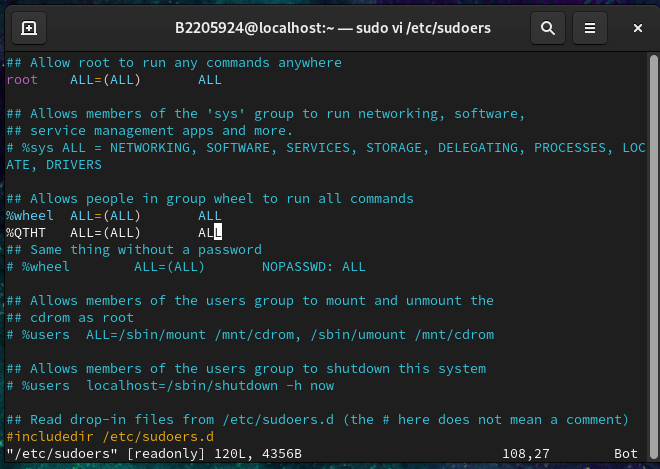 B2205924@localhost:~ — sudo vi /etc/sudoers
## Allow root to run any commands anywhere
root    ALL=(ALL)       ALL

## Allows members of the 'sys' group to run networking, software,
## service management apps and more.
# %sys ALL = NETWORKING, SOFTWARE, SERVICES, STORAGE, DELEGATING, PROCESSES, LOC
ATE, DRIVERS

## Allows people in group wheel to run all commands
%wheel  ALL=(ALL)       ALL
%QTHT   ALL=(ALL)       ALL
## Same thing without a password
# %wheel        ALL=(ALL)       NOPASSWD: ALL

## Allows members of the users group to mount and unmount the
## cdrom as root
# %users  ALL=/sbin/mount /mnt/cdrom, /sbin/umount /mnt/cdrom

## Allows members of the users group to shutdown this system
# %users  localhost=/sbin/shutdown -h now

## Read drop-in files from /etc/sudoers.d (the # here does not mean a comment)
#includedir /etc/sudoers.d
"/etc/sudoers" [readonly] 120L, 4356B                         108,27        Bot